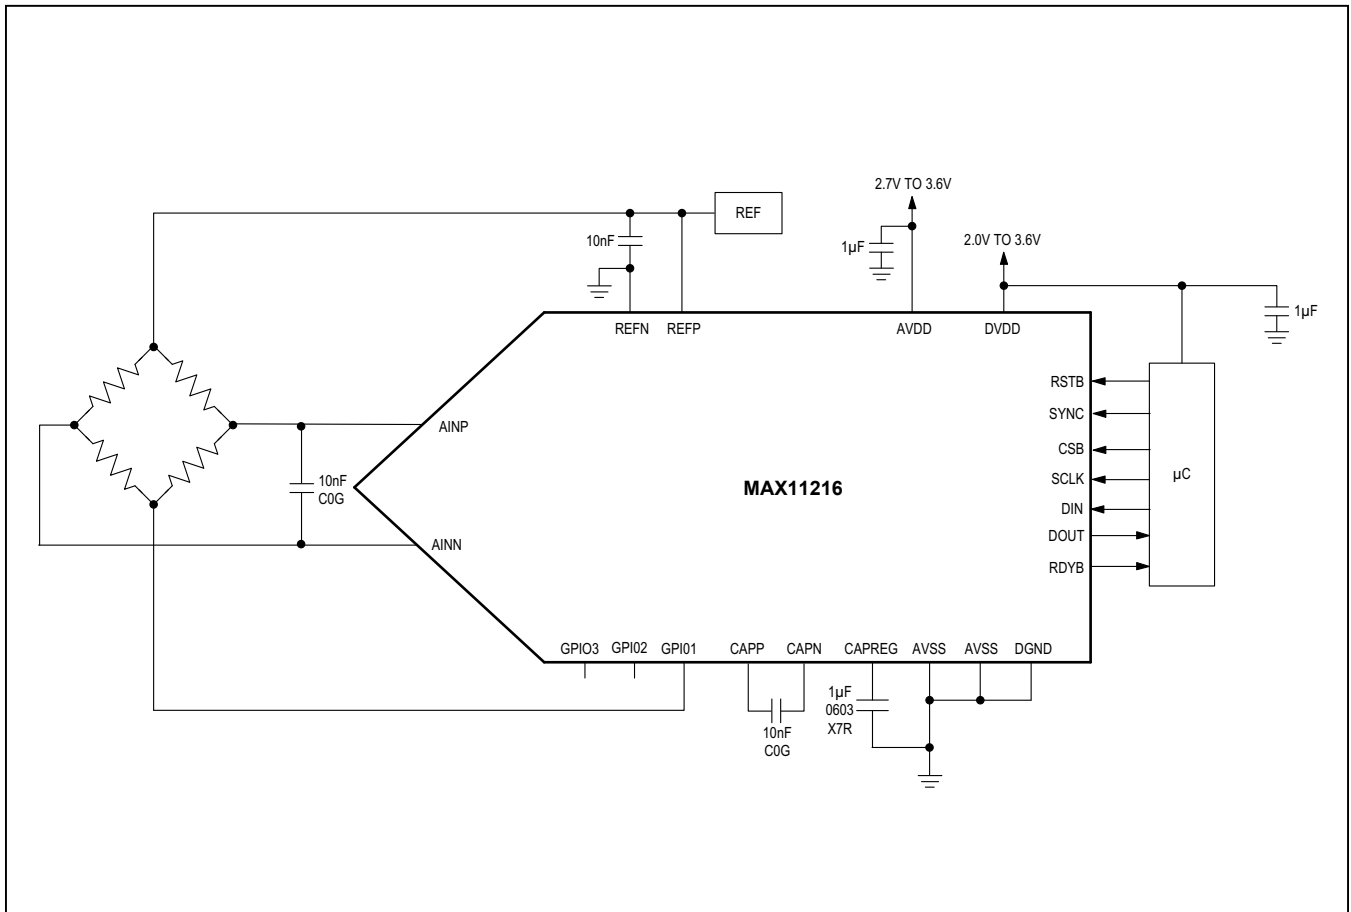 2.7V TO 3.6V
REF
10nF
1µF
2.0V TO 3.6V
1µF
REFN
REFP
AVDD
DVDD
RSTB
SYNC
AINP
CSB
10nF
C0G
MAX11216
SCLK
µC
DIN
DOUT
AINN
RDYB
GPIO3
GPI02
GPI01
CAPP
CAPN
CAPREG
AVSS
AVSS
DGND
1µF
0603
X7R
10nF
C0G